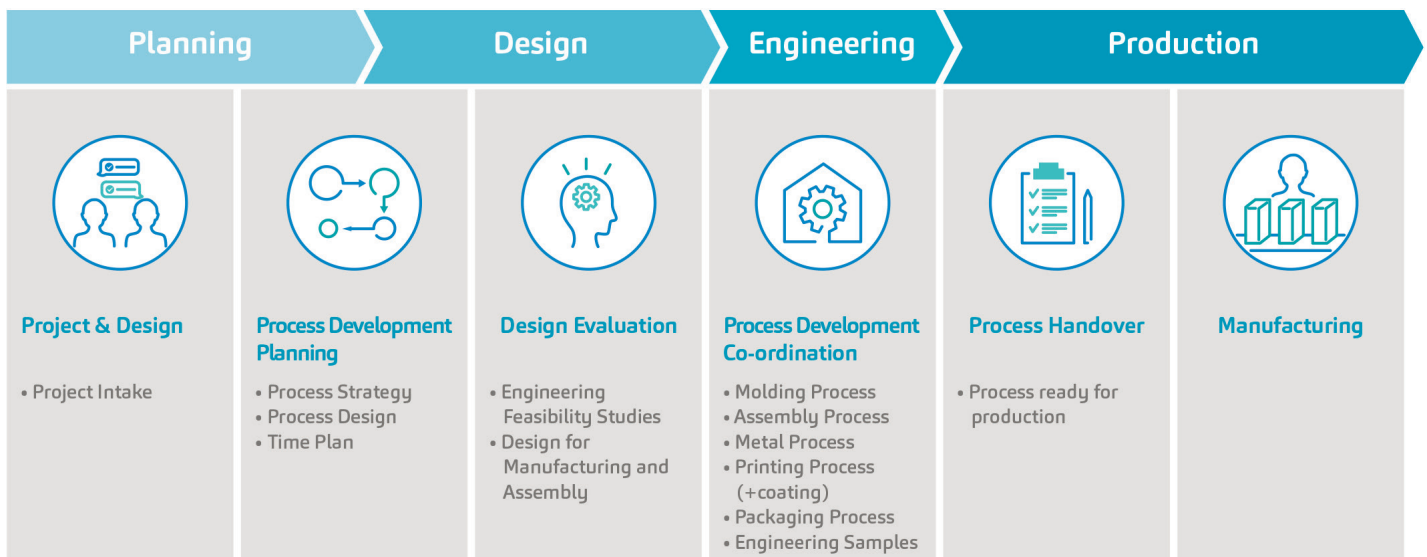 Planning
Design
Engineering
Production
Project & Design
• Project Intake
Process Development
Planning
• Process Strategy
• Process Design
• Time Plan
Design Evaluation
• Engineering
Feasibility Studies
• Design for
Manufacturing and
Assembly
Process Development
Co-ordination
• Molding Process
• Assembly Process
• Metal Process
• Printing Process
(+coating)
• Packaging Process
• Engineering Samples
Process Handover
• Process ready for
production
Manufacturing